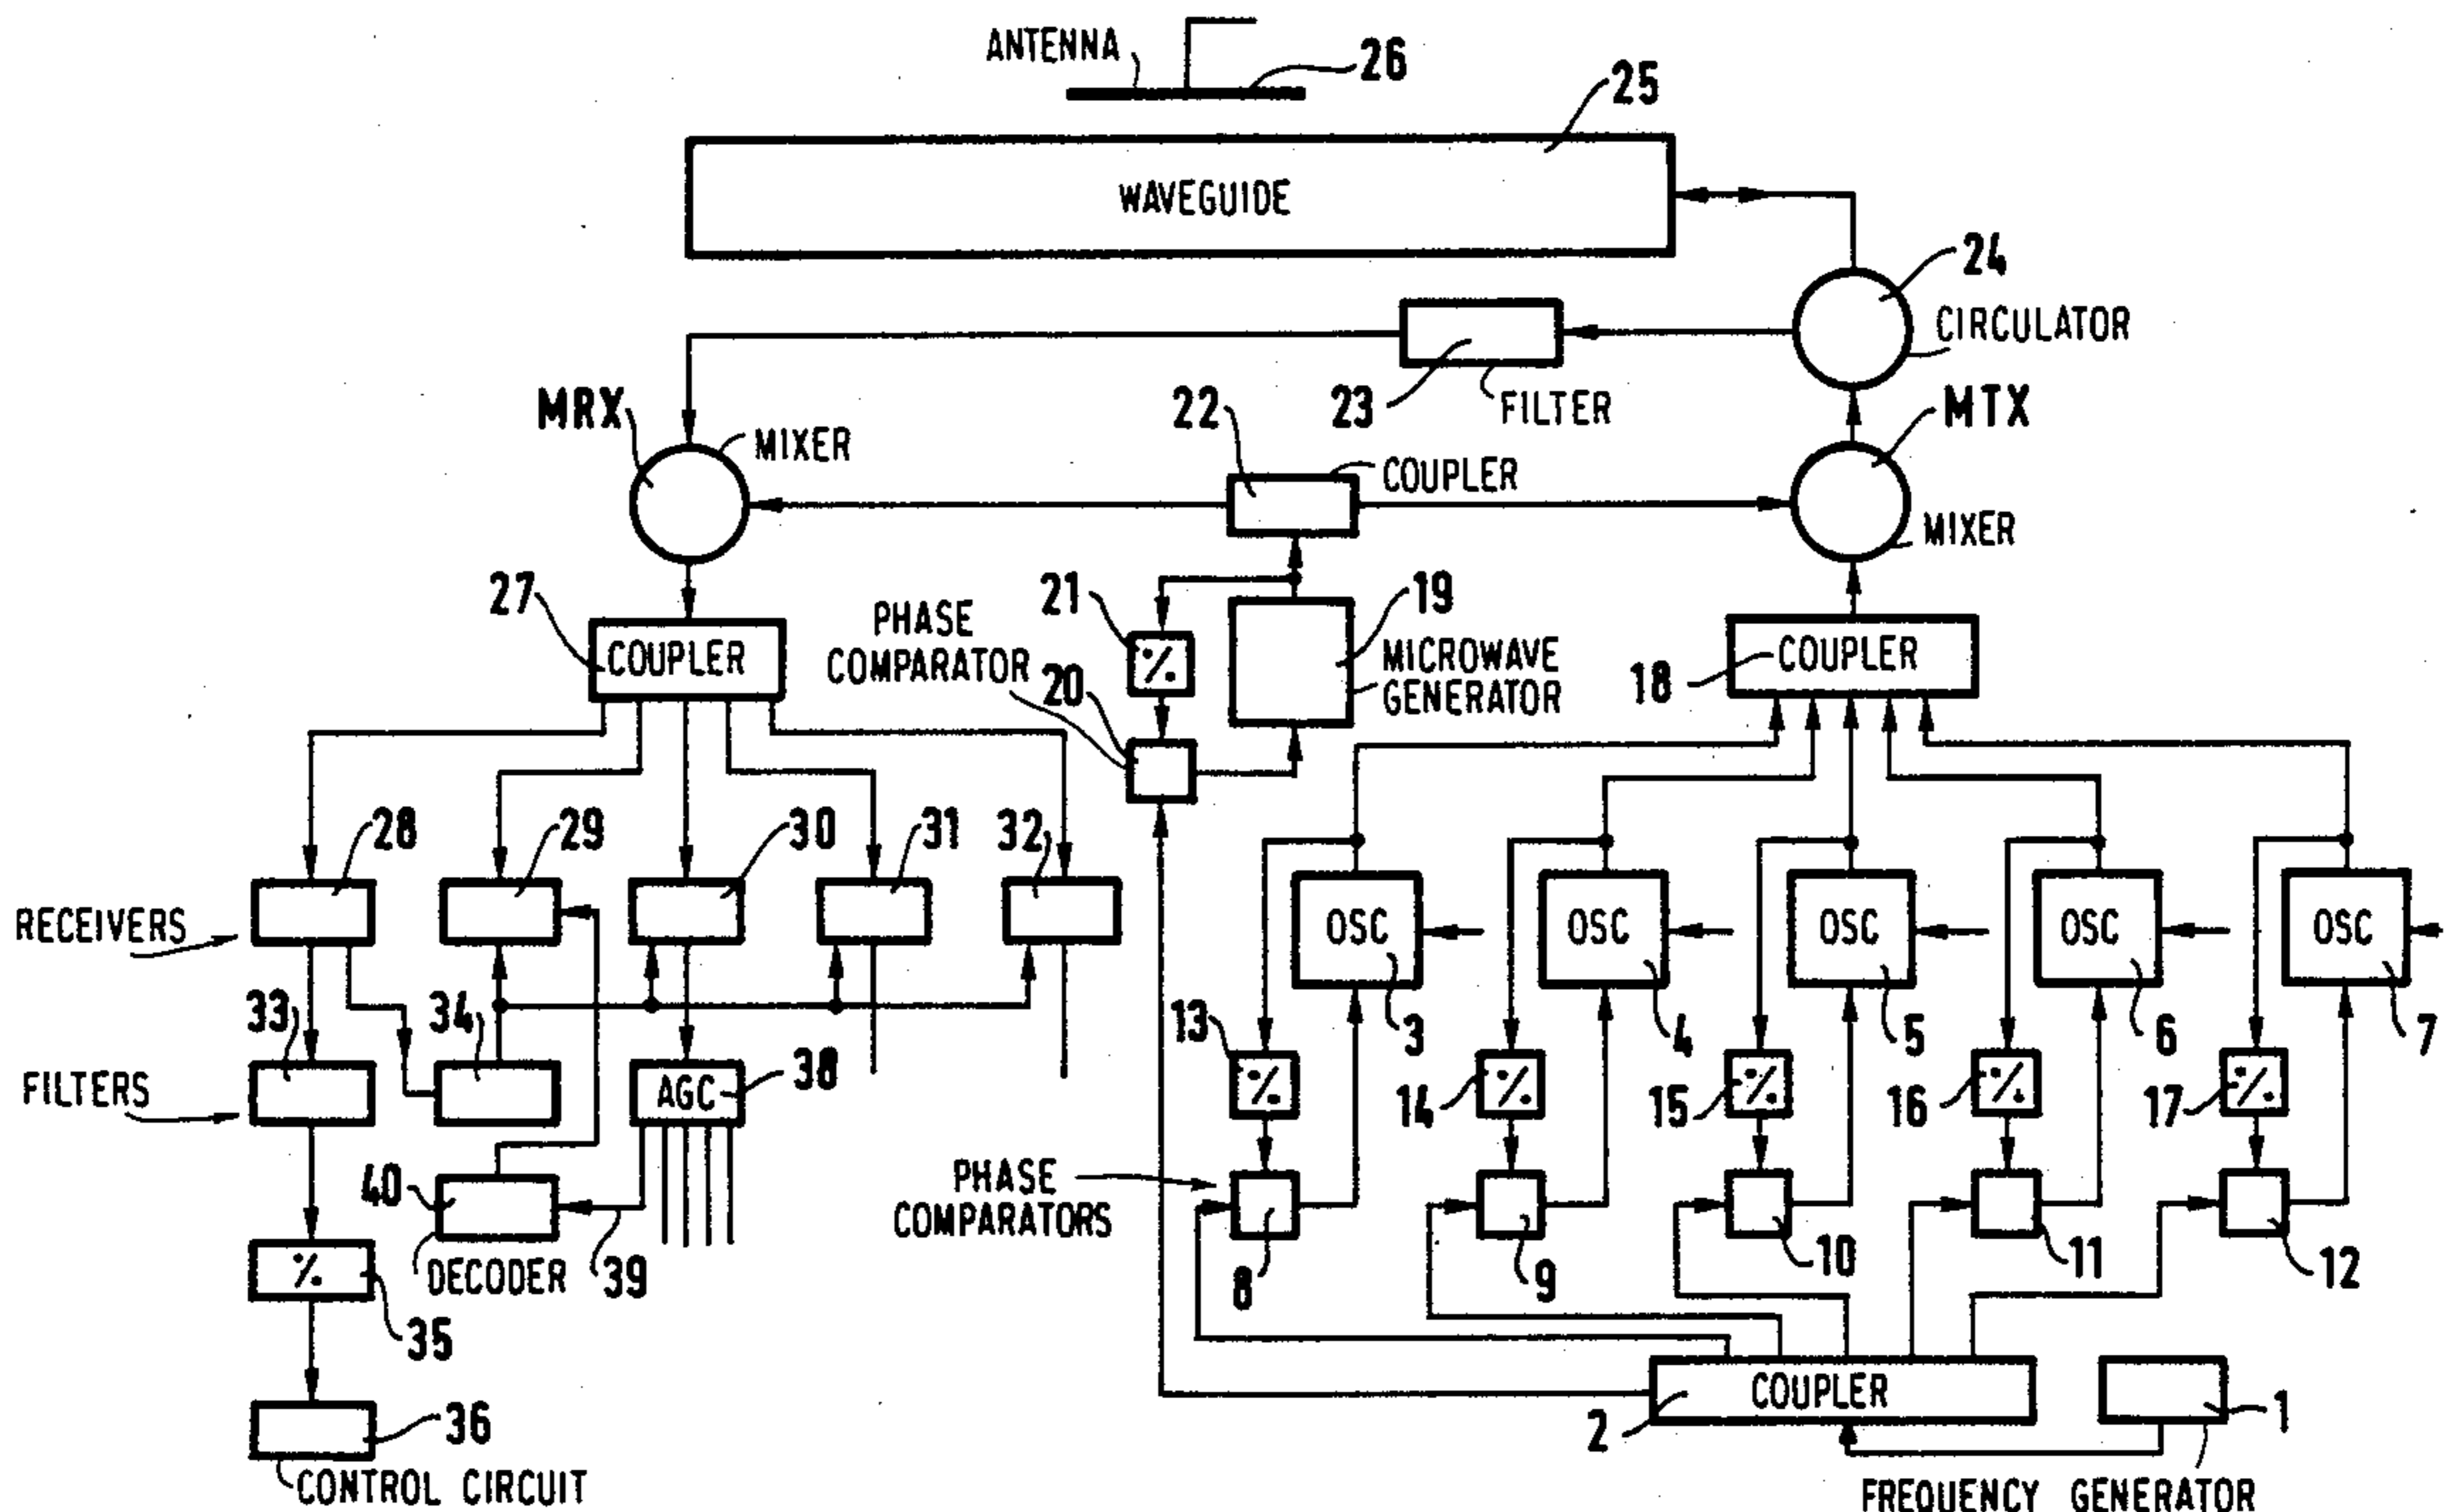 ANTENNA
26
25
WAVEGUIDE
24
CIRCULATOR
23
FILTER
MRX
MIXER
22
COUPLER
MTX
MIXER
27
COUPLER
PHASE
COMPARATOR
21
20
19
MICROWAVE
GENERATOR
18
COUPLER
28
29
30
31
32
RECEIVERS
OSC
OSC
OSC
OSC
OSC
3
4
5
6
7
33
34
FILTERS
AGC
38
13
%
14
%
15
%
16
%
17
%
%
40
DECODER
39
PHASE
COMPARATORS
8
9
10
11
12
%
35
36
CONTROL CIRCUIT
2
COUPLER
1
FREQUENCY GENERATOR